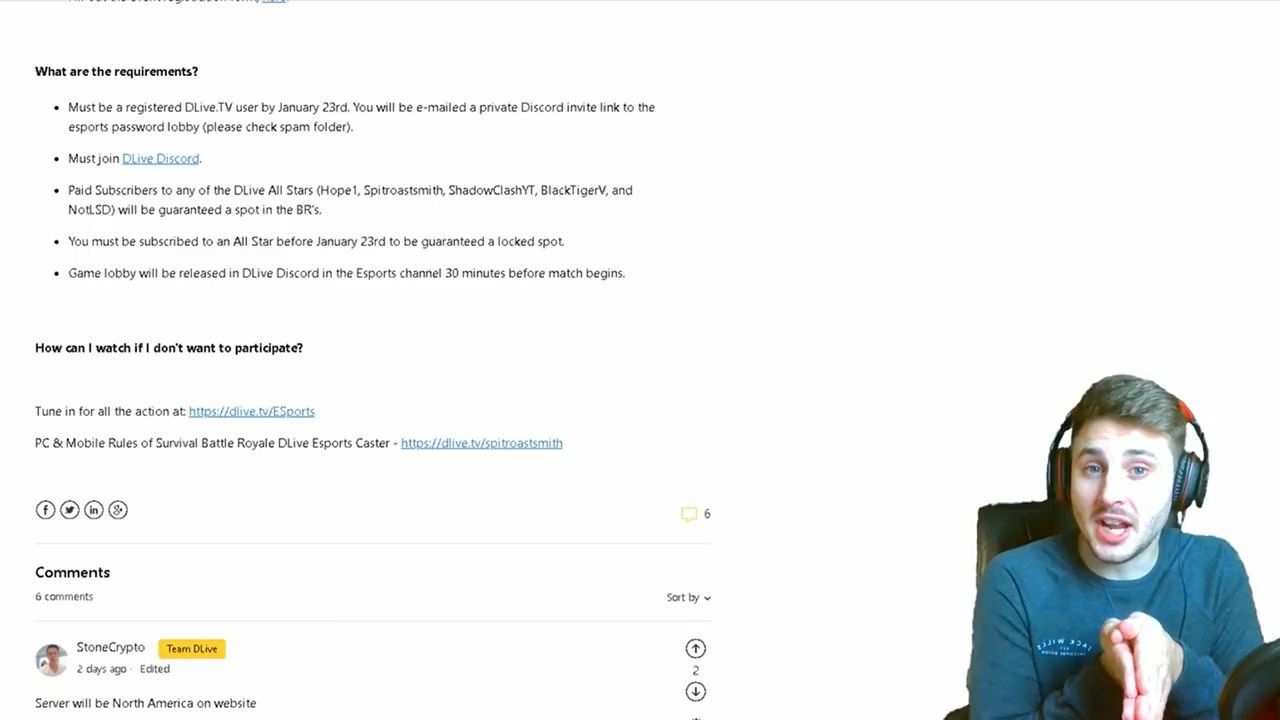 What are the requirements?
Must be a registered DLive.TV user by January 23rd. You will be e-mailed a private Discord invite link to the
esports password lobby (please check spam folder).
Must join DLive Discord.
Paid Subscribers to any of the DLive All Stars (Hope1, Spitroastsmith, ShadowClashYT, BlackTigerV, and
NotLSD) will be guaranteed a spot in the BR's.
You must be subscribed to an All Star before January 23rd to be guaranteed a locked spot.
Game lobby will be released in DLive Discord in the Esports channel 30 minutes before match begins.
How can I watch if I don't want to participate?
Tune in for all the action at: https://dlive.tv/ESports
PC & Mobile Rules of Survival Battle Royale DLive Esports Caster - https://dlive.tv/spitroastsmith
6
Comments
6 comments
Sort by
StoneCrypto Team DLive
2 days ago · Edited
2
Server will be North America on website
JACK WILLS